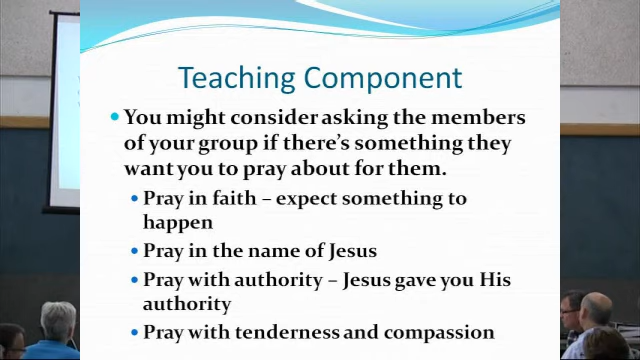 Teaching Component
• You might consider asking the members
of your group if there's something they
want you to pray about for them.
• Pray in faith – expect something to
happen
• Pray in the name of Jesus
• Pray with authority – Jesus gave you His
authority
• Pray with tenderness and compassion